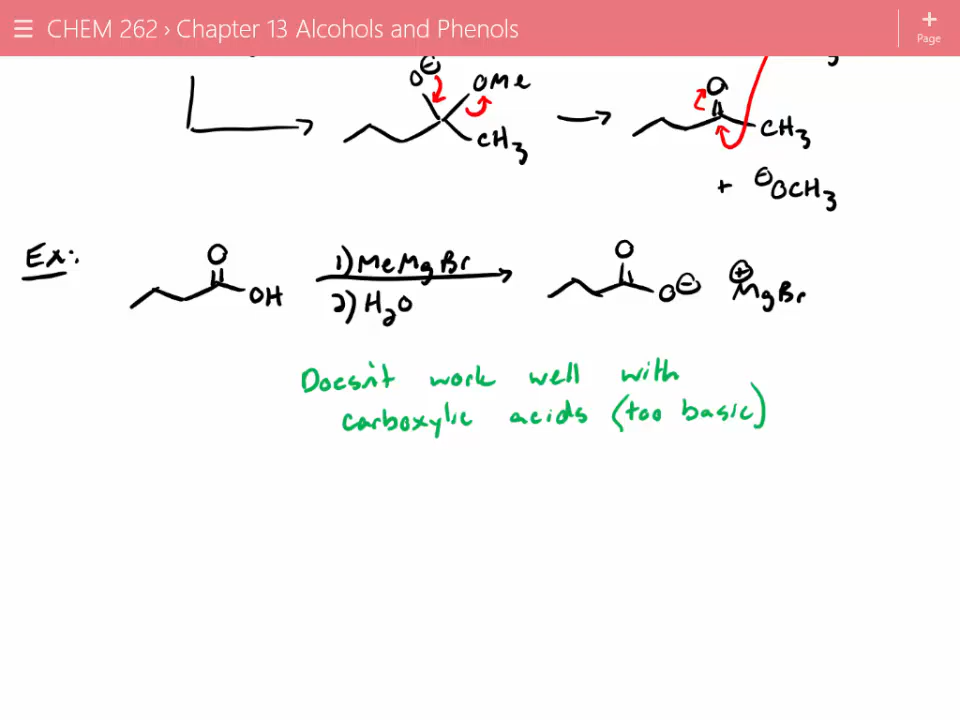 ☰ CHEM 262 › Chapter 13 Alcohols and Phenols
+
Page
O⊖ OMe
CH3
O
CH3
+ ⊖OCH3
Ex:
O
OH
1) MeMgBr
2) H2O
O
O⊖ ⊕MgBr
Doesn't work well with
carboxylic acids (too basic)